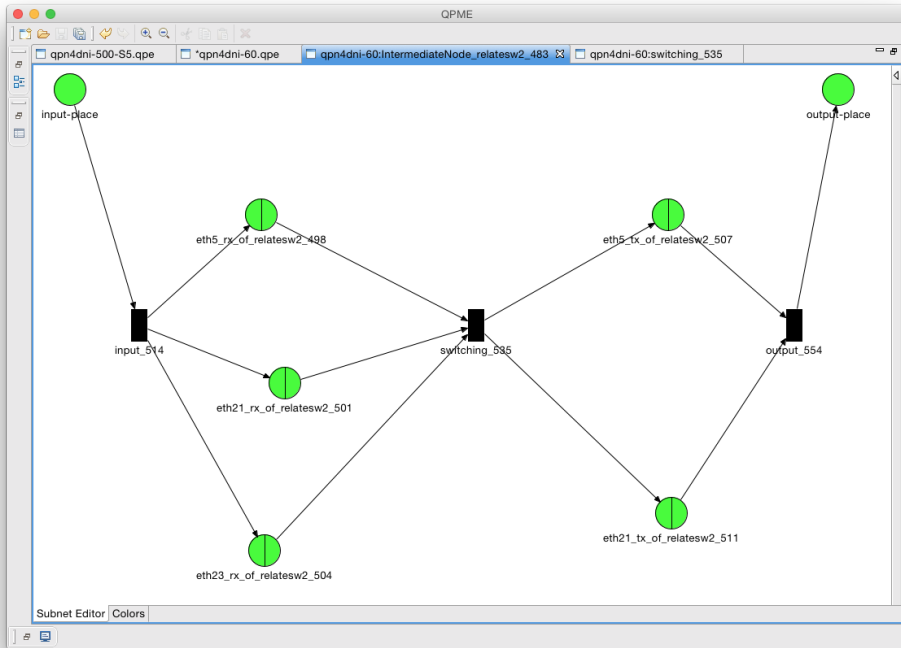 QPME
qpn4dni-500-S5.qpe
*qpn4dni-60.qpe
qpn4dni-60:IntermediateNode_relatesw2_483
qpn4dni-60:switching_535
input-place
output-place
eth5_rx_of_relatesw2_498
eth5_tx_of_relatesw2_507
input_514
switching_535
output_554
eth21_rx_of_relatesw2_501
eth21_tx_of_relatesw2_511
eth23_rx_of_relatesw2_504
Subnet Editor
Colors